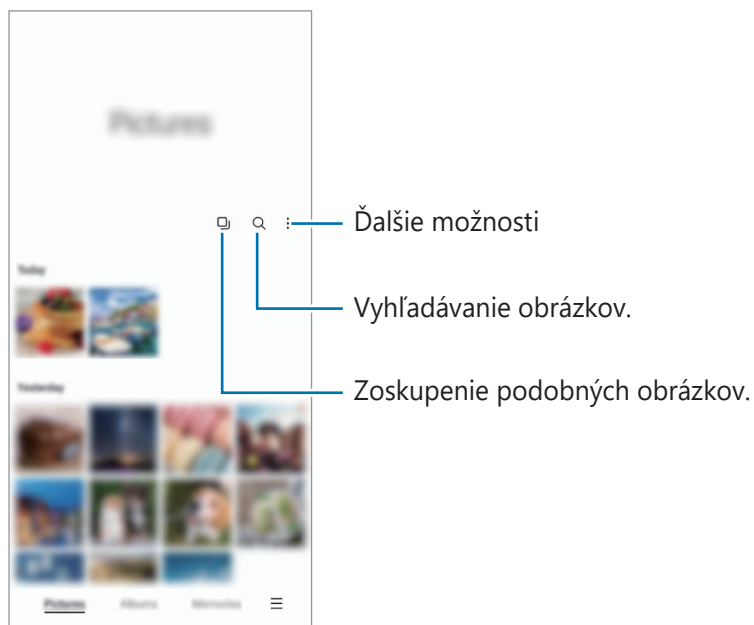 Pictures
Ďalšie možnosti
Today
Vyhľadávanie obrázkov.
Yesterday
Zoskupenie podobných obrázkov.
Pictures Albums Memories